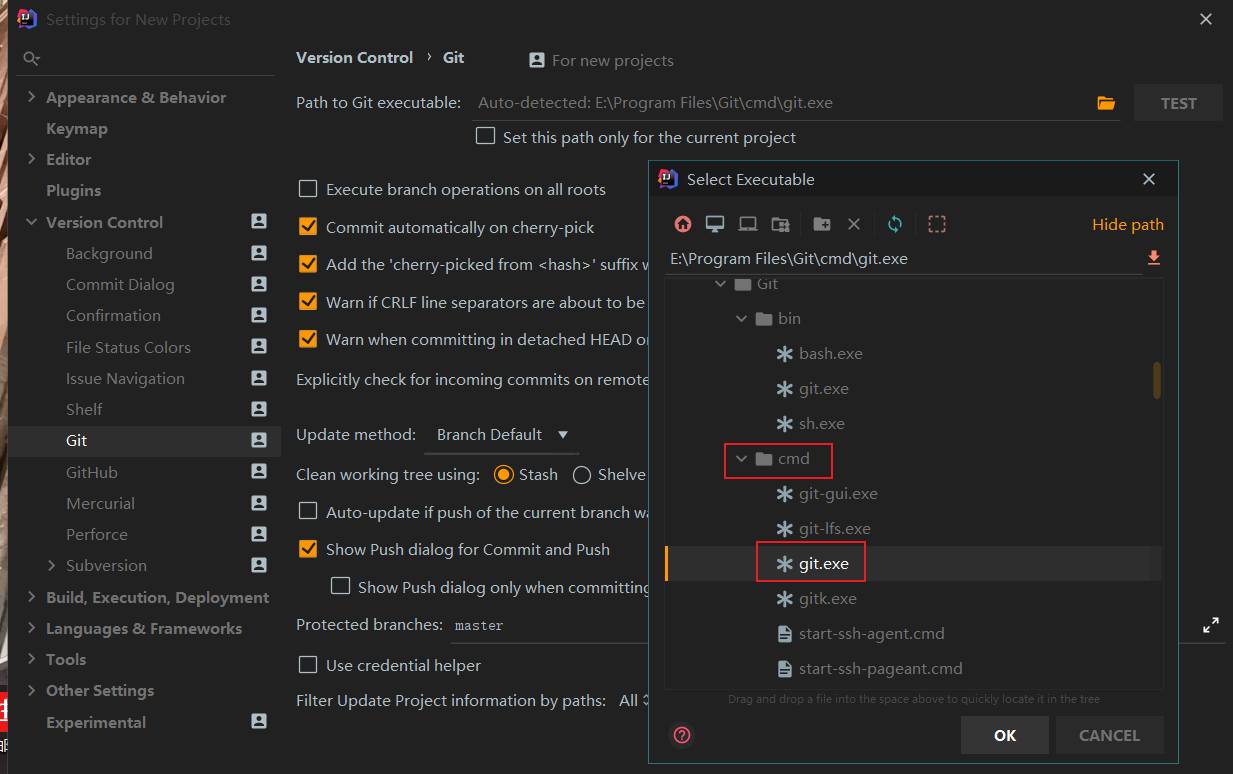 Settings for New Projects
Version Control › Git
For new projects
Appearance & Behavior
Keymap
Editor
Plugins
Version Control
Background
Commit Dialog
Confirmation
File Status Colors
Issue Navigation
Shelf
Git
GitHub
Mercurial
Perforce
Subversion
Build, Execution, Deployment
Languages & Frameworks
Tools
Other Settings
Experimental
Path to Git executable: Auto-detected: E:\Program Files\Git\cmd\git.exe
TEST
Set this path only for the current project
Execute branch operations on all roots
Commit automatically on cherry-pick
Add the 'cherry-picked from <hash>' suffix
Warn if CRLF line separators are about to be
Warn when committing in detached HEAD
Explicitly check for incoming commits on remote
Update method: Branch Default
Clean working tree using: Stash Shelve
Auto-update if push of the current branch
Show Push dialog for Commit and Push
Show Push dialog only when committing
Protected branches: master
Use credential helper
Filter Update Project information by paths: All
Select Executable
Hide path
E:\Program Files\Git\cmd\git.exe
Git
bin
bash.exe
git.exe
sh.exe
cmd
git-gui.exe
git-lfs.exe
git.exe
gitk.exe
start-ssh-agent.cmd
start-ssh-pageant.cmd
Drag and drop a file into the space above to quickly locate it in the tree
?
OK
CANCEL